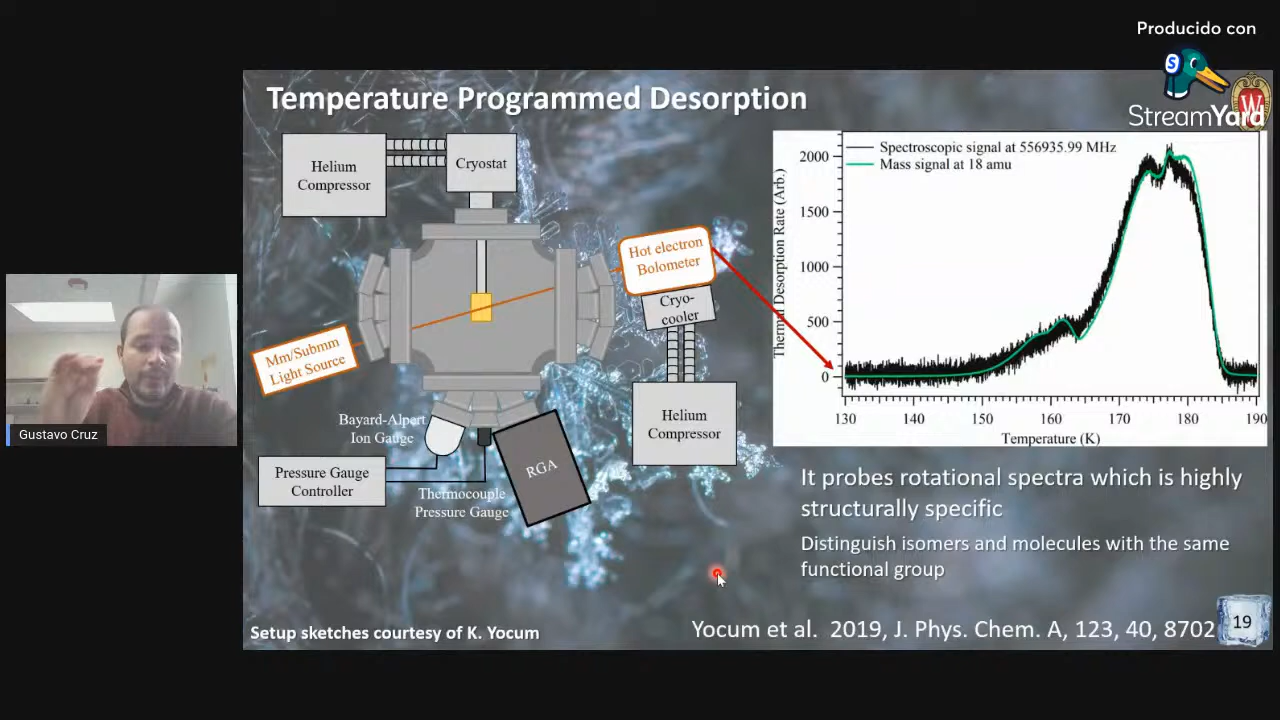 Producido con
StreamYard
Temperature Programmed Desorption
W
Helium
Compressor
Cryostat
Hot electron
Bolometer
Cryo-
cooler
Mm/Submm
Light Source
Bayard-Alpert
Ion Gauge
Pressure Gauge
Controller
Thermocouple
Pressure Gauge
RGA
Helium
Compressor
Spectroscopic signal at 556935.99 MHz
Mass signal at 18 amu
Thermal Desorption Rate (Arb.)
2000
1500
1000
500
0
130 140 150 160 170 180 190
Temperature (K)
It probes rotational spectra which is highly
structurally specific
Distinguish isomers and molecules with the same
functional group
Gustavo Cruz
Setup sketches courtesy of K. Yocum
Yocum et al. 2019, J. Phys. Chem. A, 123, 40, 8702
19